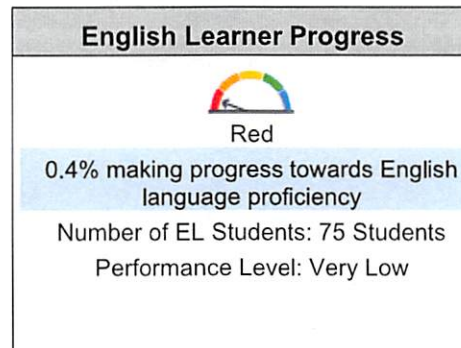 English Learner Progress
Red
0.4% making progress towards English
language proficiency
Number of EL Students: 75 Students
Performance Level: Very Low